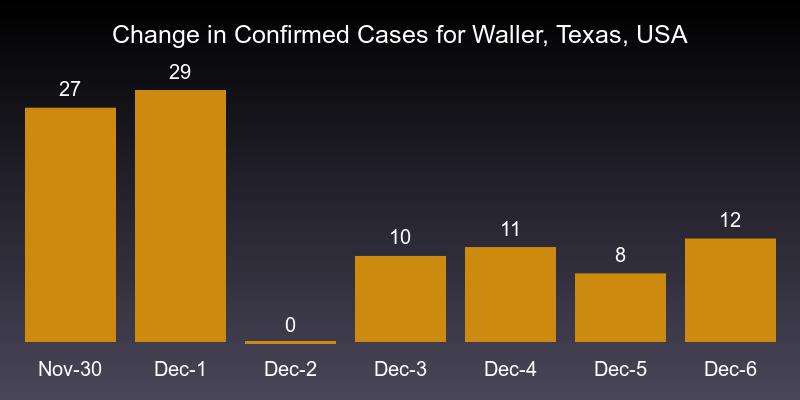 Change in Confirmed Cases for Waller, Texas, USA
27 29 0 10 11 8 12
Nov-30 Dec-1 Dec-2 Dec-3 Dec-4 Dec-5 Dec-6